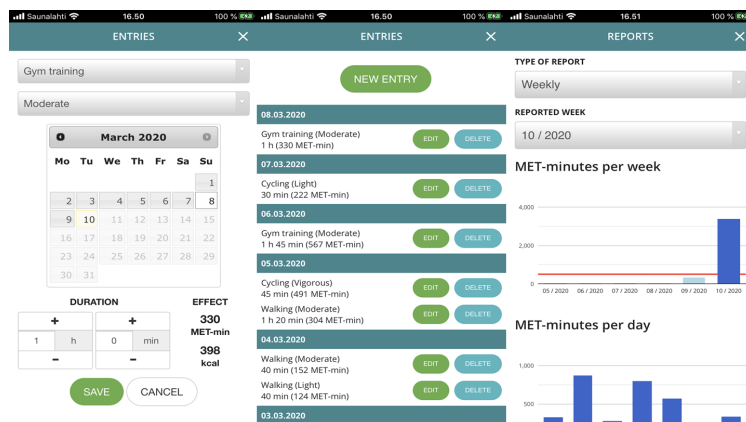 Saunalahti 16.50 100 %
ENTRIES
Gym training
Moderate
March 2020
Mo Tu We Th Fr Sa Su
1
2 3 4 5 6 7 8
9 10 11 12 13 14 15
16 17 18 19 20 21 22
23 24 25 26 27 28 29
30 31
DURATION EFFECT
+ + 330
MET-min
1 h 0 min
398
- -
kcal
SAVE CANCEL
Saunalahti 16.50 100 %
ENTRIES
NEW ENTRY
08.03.2020
Gym training (Moderate)
1 h (330 MET-min)
EDIT DELETE
07.03.2020
Cycling (Light)
30 min (222 MET-min)
EDIT DELETE
06.03.2020
Gym training (Moderate)
1 h 45 min (567 MET-min)
EDIT DELETE
05.03.2020
Cycling (Vigorous)
45 min (491 MET-min)
EDIT DELETE
Walking (Moderate)
1 h 20 min (304 MET-min)
EDIT DELETE
04.03.2020
Walking (Moderate)
40 min (152 MET-min)
EDIT DELETE
Walking (Light)
40 min (124 MET-min)
EDIT DELETE
03.03.2020
Saunalahti 16.51 100 %
REPORTS
TYPE OF REPORT
Weekly
REPORTED WEEK
10 / 2020
MET-minutes per week
4,000
2,000
0
05 / 2020 06 / 2020 07 / 2020 08 / 2020 09 / 2020 10 / 2020
MET-minutes per day
1,000
500